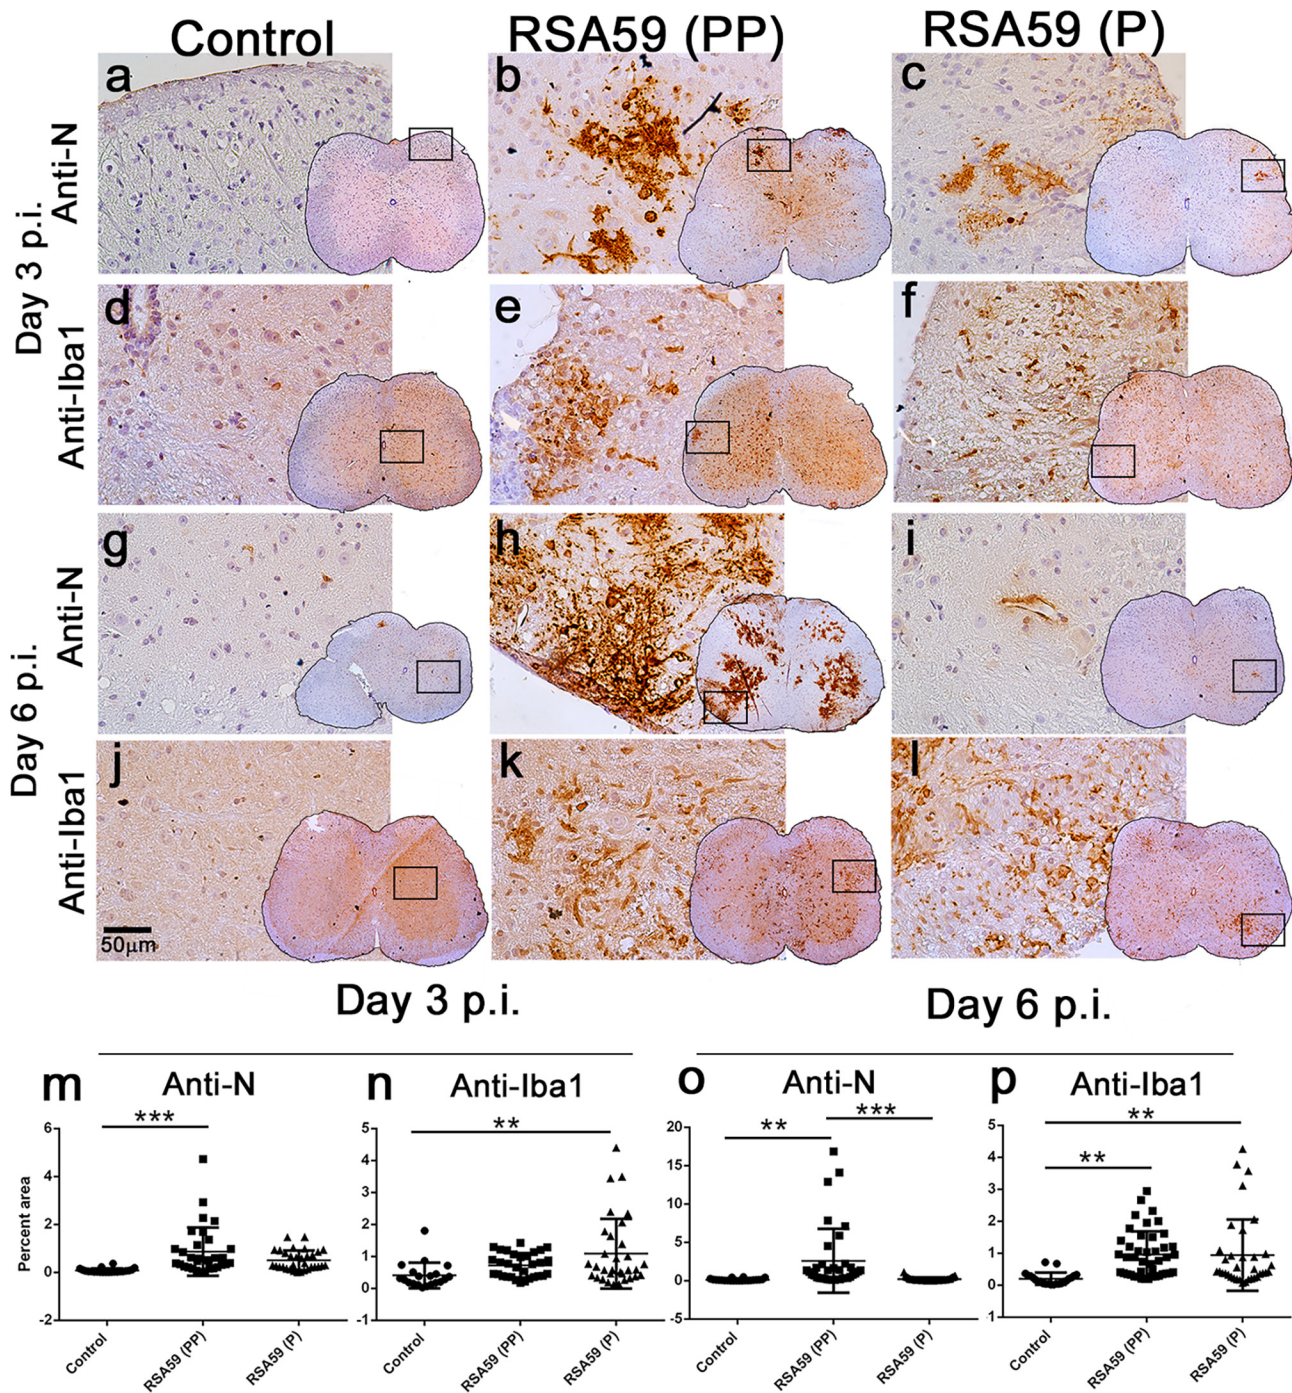 Control RSA59 (PP) RSA59 (P)
Day 3 p.i.
Anti-N
a b c
Anti-Iba1
d e f
Day 6 p.i.
Anti-N
g h i
Anti-Iba1
j k l
50µm
Day 3 p.i. Day 6 p.i.
m Anti-N n Anti-Iba1 o Anti-N p Anti-Iba1
*** ** ** *** ** **
Percent area
6
4
2
0
-2
Control RSA59 (PP) RSA59 (P)
5
4
3
2
1
0
-1
Control RSA59 (PP) RSA59 (P)
20
15
10
5
0
-5
Control RSA59 (PP) RSA59 (P)
5
4
3
2
1
0
1
Control RSA59 (PP) RSA59 (P)